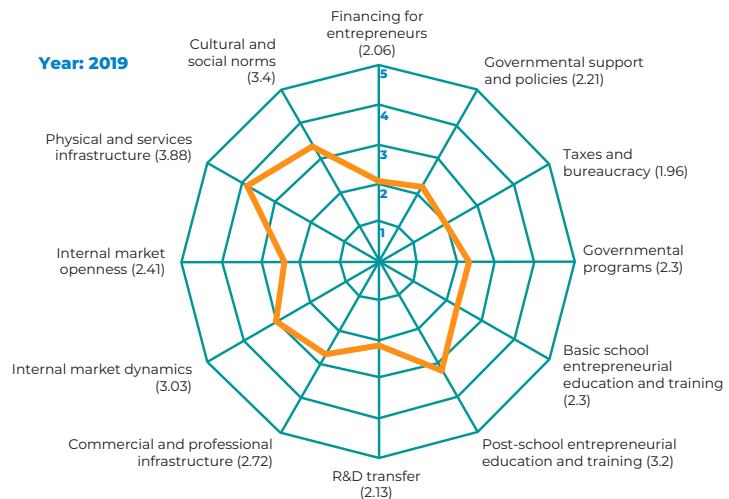 Year: 2019
Financing for
entrepreneurs
(2.06)
Governmental support
and policies (2.21)
Taxes and
bureaucracy (1.96)
Governmental
programs (2.3)
Basic school
entrepreneurial
education and training
(2.3)
Post-school entrepreneurial
education and training (3.2)
R&D transfer
(2.13)
Commercial and professional
infrastructure (2.72)
Internal market dynamics
(3.03)
Internal market
openness (2.41)
Physical and services
infrastructure (3.88)
Cultural and
social norms
(3.4)
5
4
3
2
1